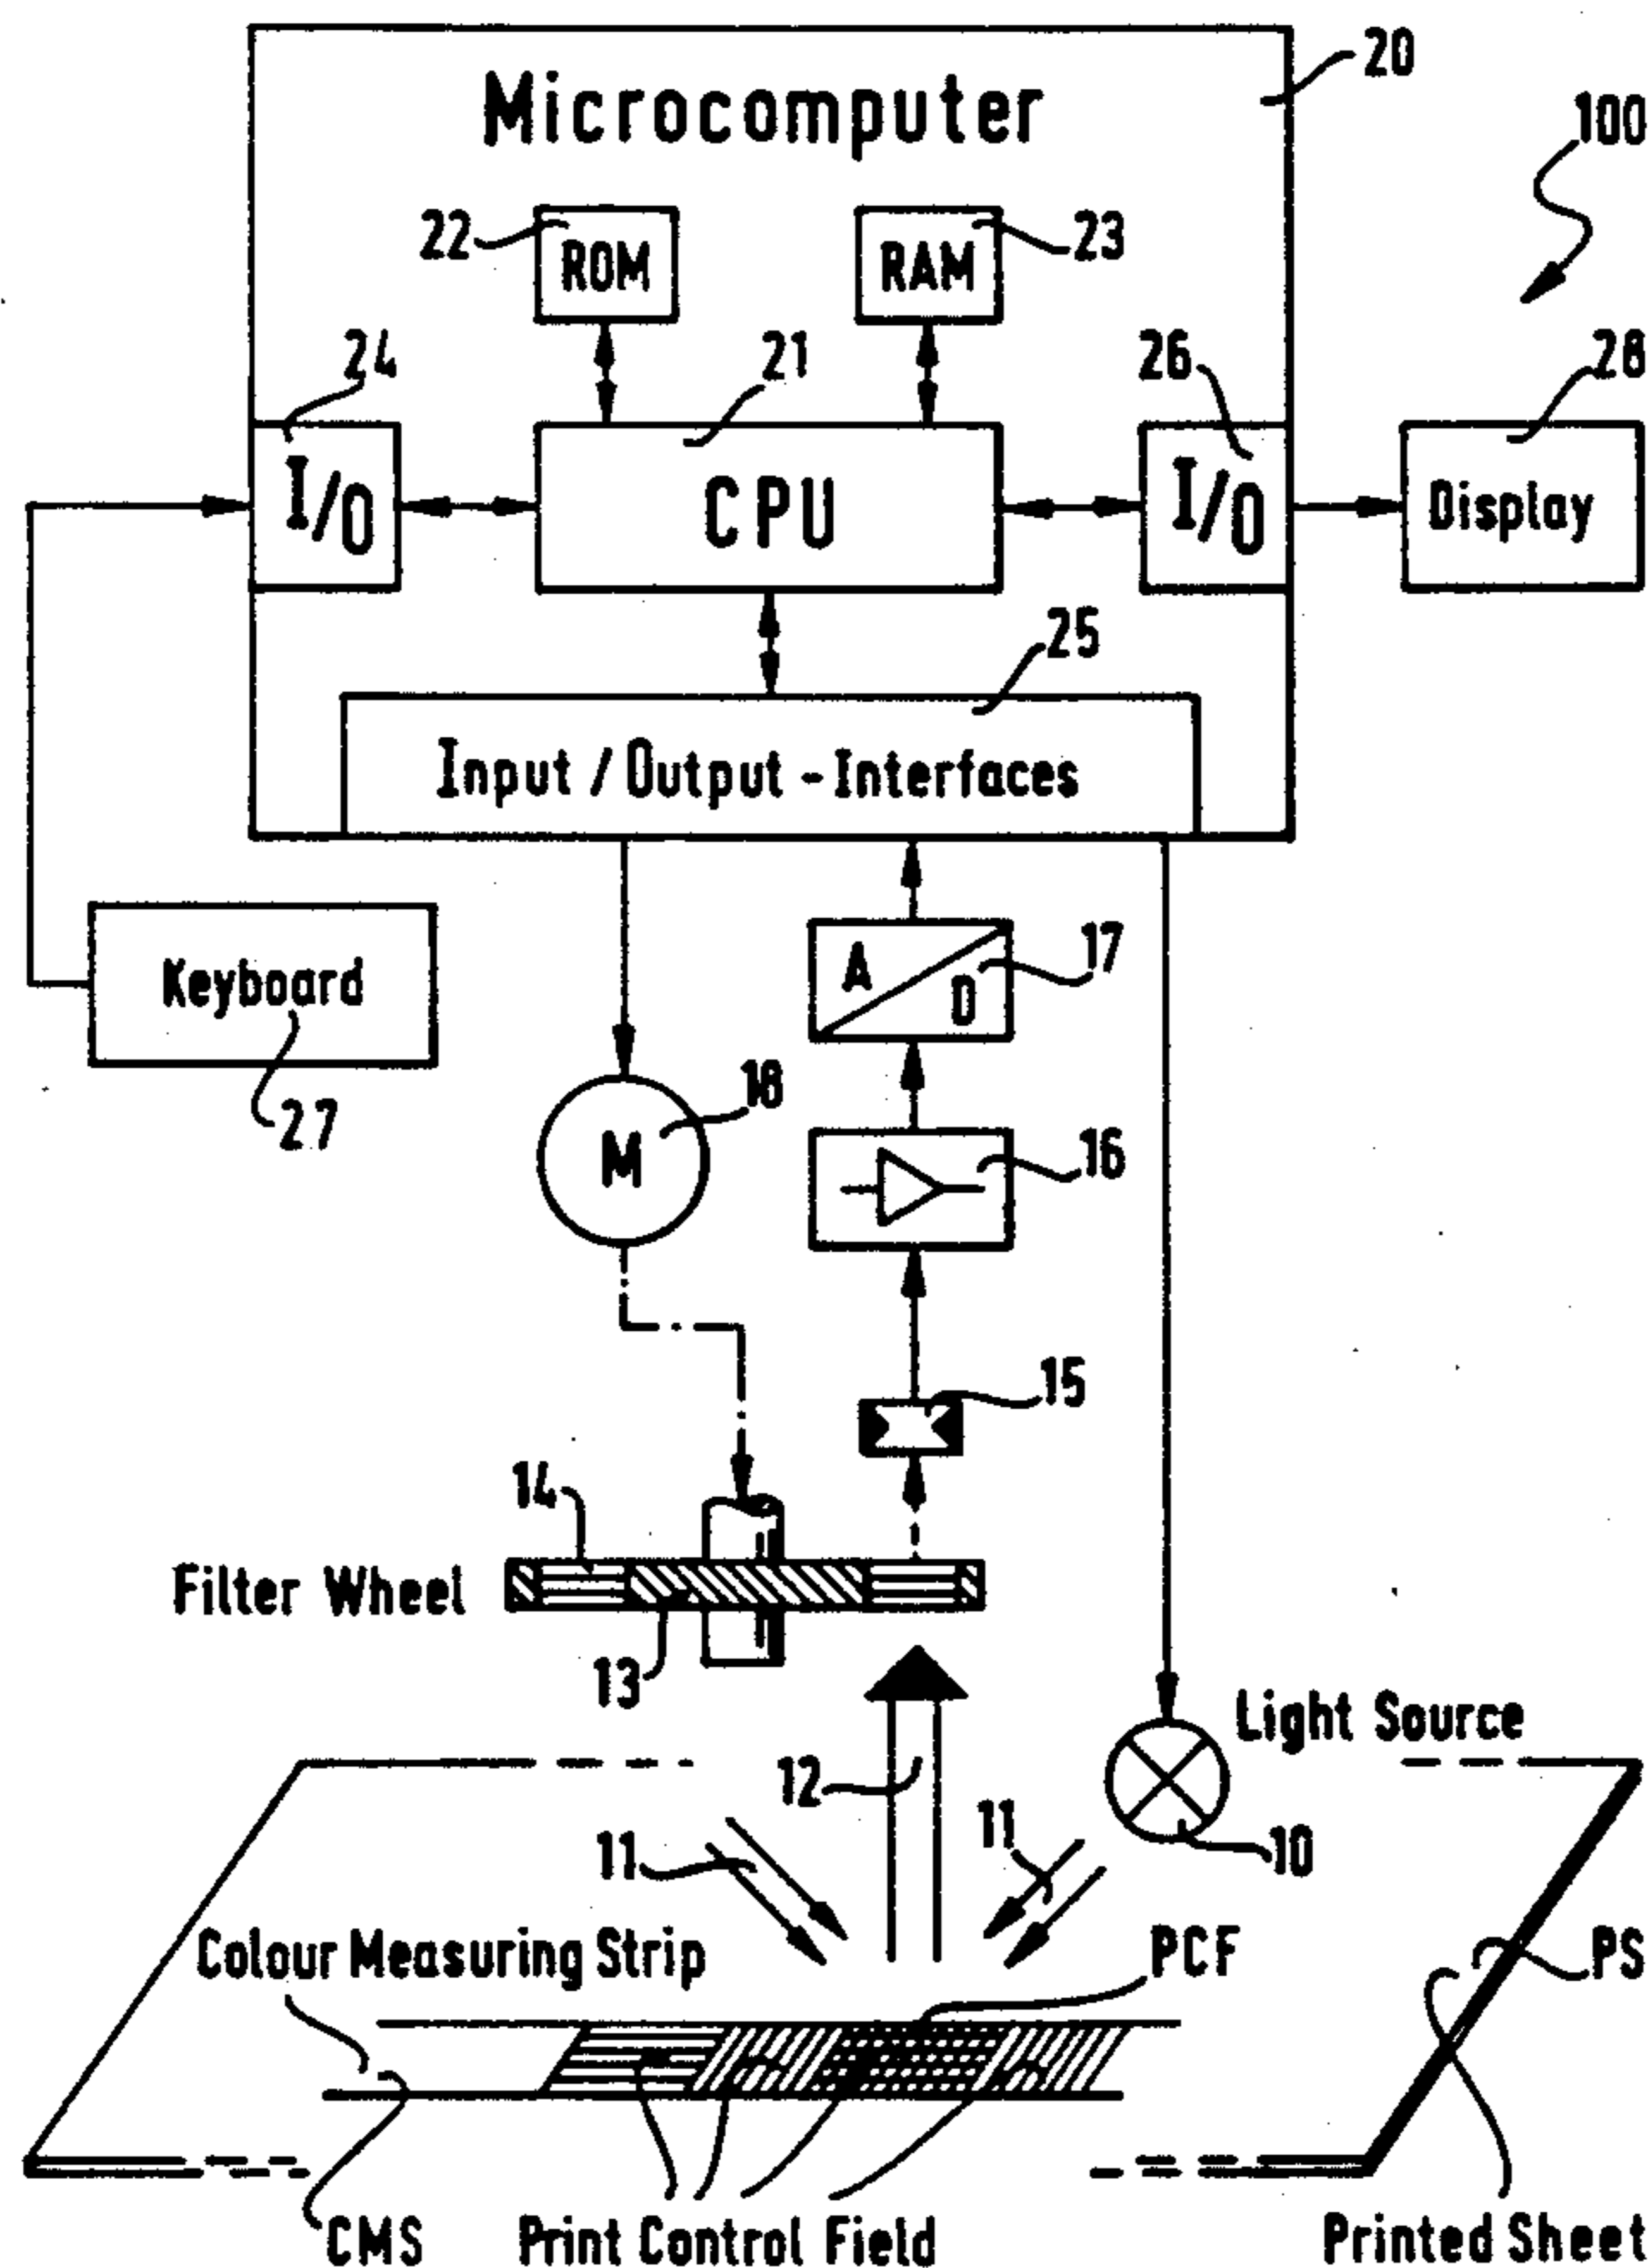 20
Microcomputer
100
22
ROM
RAM
23
24
21
26
28
I/O
CPU
I/O
Display
25
Input / Output - Interfaces
Keyboard
27
A
D
17
18
M
16
15
14
Filter Wheel
13
Light Source
12
11
11
10
Colour Measuring Strip
PCF
PS
CMS
Print Control Field
Printed Sheet